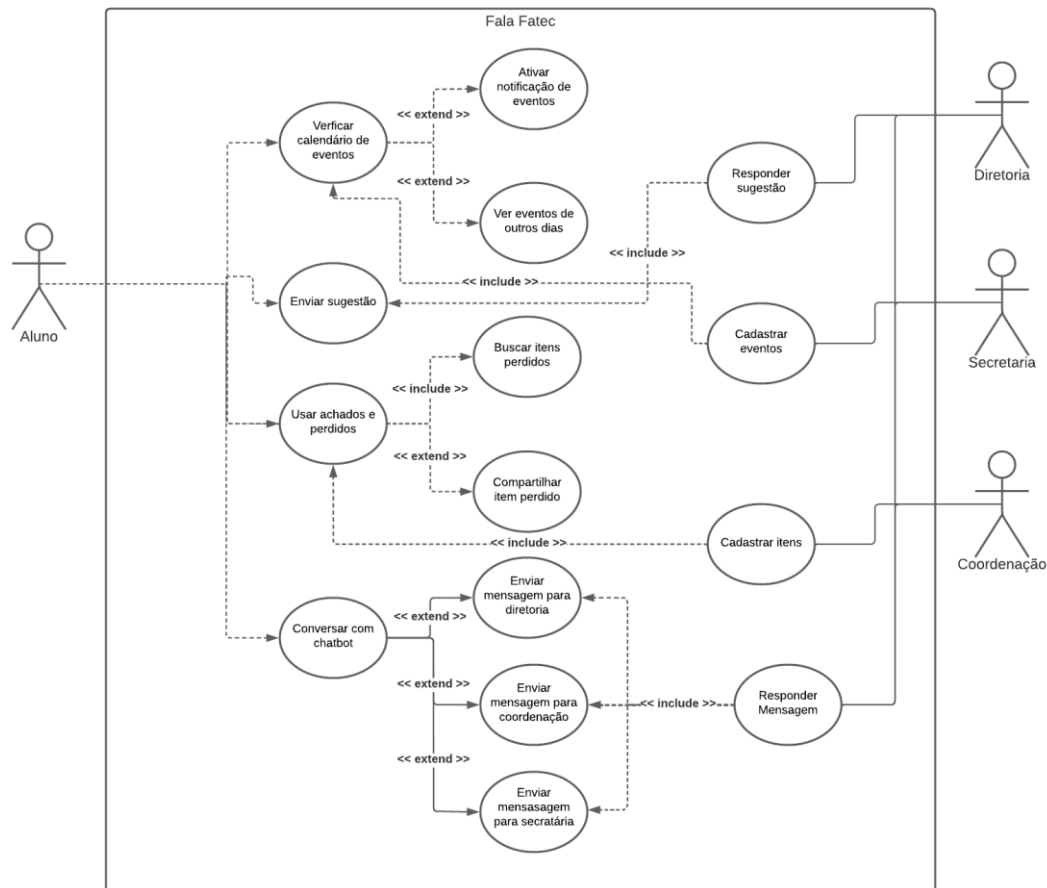 Fala Fatec
Ativar
notificação de
eventos
<< extend >>
Verficar
calendário de
eventos
<< extend >>
Ver eventos de
outros dias
Responder
sugestão
Diretoria
<< include >>
<< include >>
Aluno
Enviar sugestão
Cadastrar
eventos
Secretaria
Buscar itens
perdidos
<< include >>
Usar achados e
perdidos
<< extend >>
Compartilhar
item perdido
<< include >>
Cadastrar itens
Coordenação
Enviar
mensagem para
diretoria
<< extend >>
Conversar com
chatbot
<< extend >>
Enviar
mensagem para
coordenação
<< include >>
Responder
Mensagem
<< extend >>
Enviar
mensasagem
para secratária